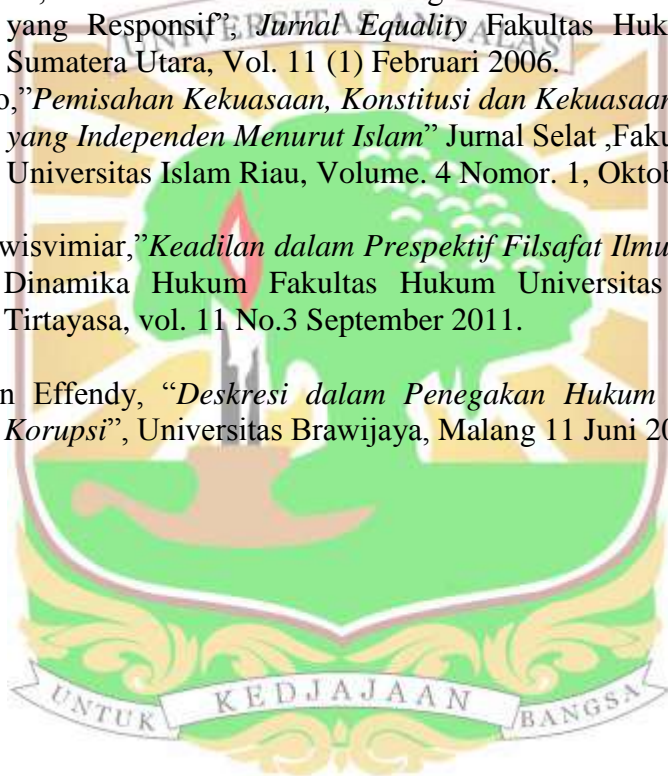 yang Responsif”, Jurnal Equality Fakultas Huk
UNIVERSITAS ANDALAS
Sumatera Utara, Vol. 11 (1) Februari 2006.
o,”Pemisahan Kekuasaan, Konstitusi dan Kekuasaan
yang Independen Menurut Islam” Jurnal Selat ,Faku
Universitas Islam Riau, Volume. 4 Nomor. 1, Oktob
wisvimiar,”Keadilan dalam Prespektif Filsafat Ilmu
Dinamika Hukum Fakultas Hukum Universitas
Tirtayasa, vol. 11 No.3 September 2011.
n Effendy, “Deskresi dalam Penegakan Hukum
Korupsi”, Universitas Brawijaya, Malang 11 Juni 20
UNTUK KEDJAJAAN BANGSA